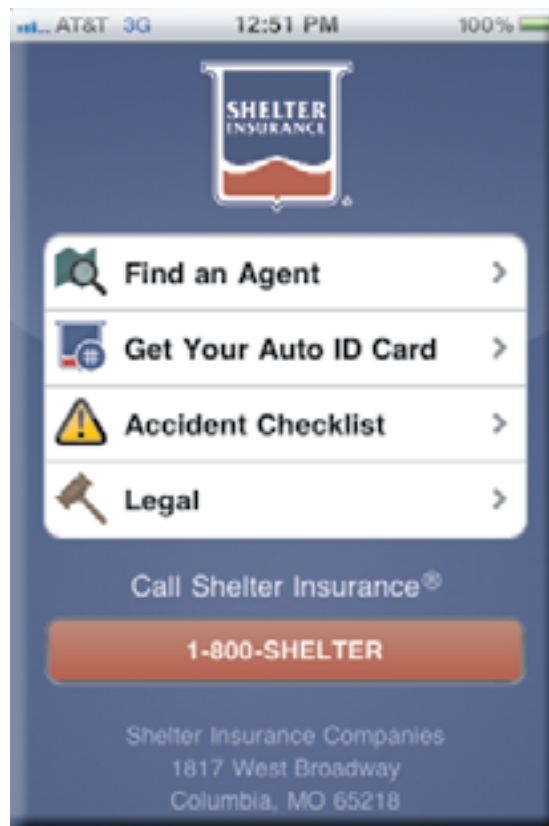 AT&T 3G 12:51 PM 100%
SHELTER
INSURANCE
®
Find an Agent
#
Get Your Auto ID Card
Accident Checklist
Legal
Call Shelter Insurance®
1-800-SHELTER
Shelter Insurance Companies
1817 West Broadway
Columbia, MO 65218